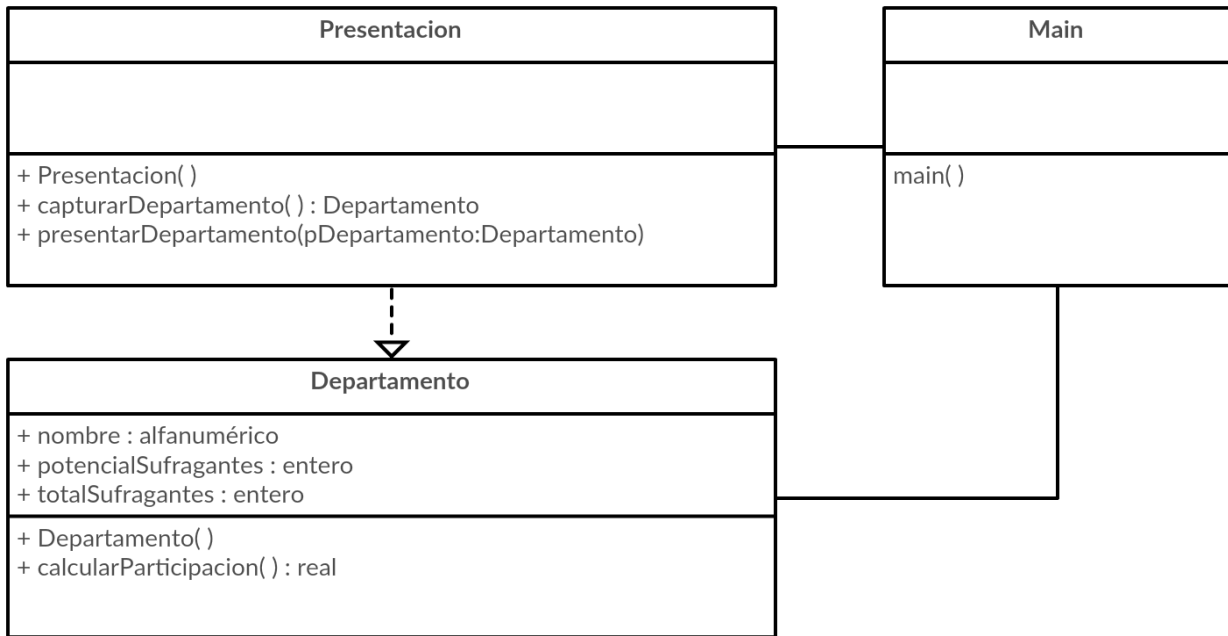 Presentacion
+ Presentacion( )
+ capturarDepartamento( ) : Departamento
+ presentarDepartamento(pDepartamento:Departamento)
Main
main( )
Departamento
+ nombre : alfanumérico
+ potencialSufragantes : entero
+ totalSufragantes : entero
+ Departamento( )
+ calcularParticipacion( ) : real